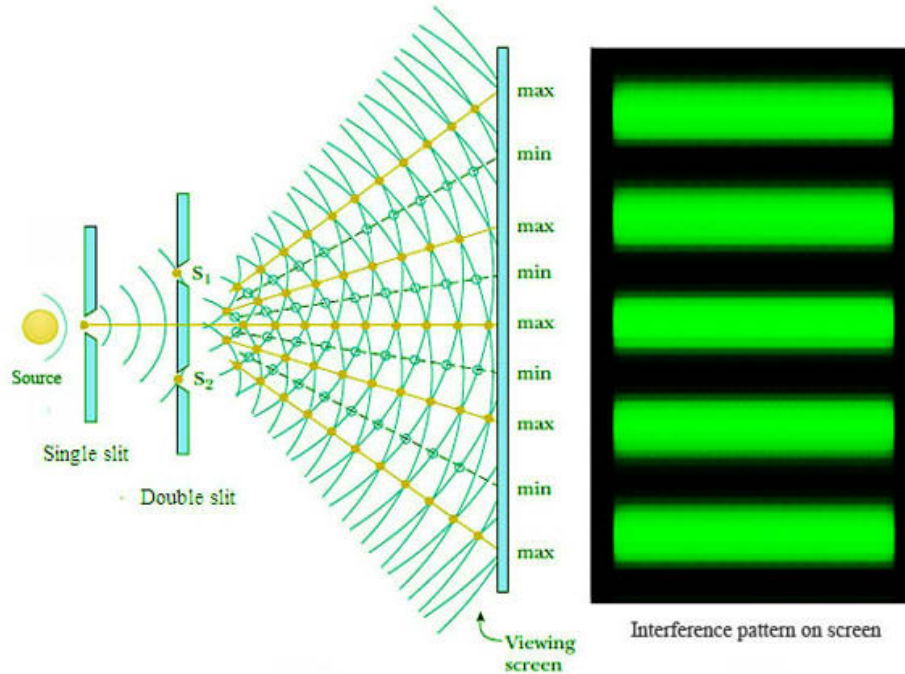 max
min
max
S1
min
max
Source
min
S2
max
Single slit
min
Double slit
max
Viewing
screen
Interference pattern on screen